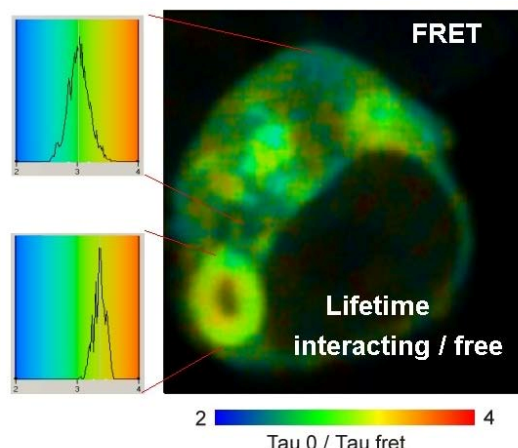 FRET
2 3 4
2 3 4
Lifetime
interacting / free
2 4
Tau 0 / Tau fret